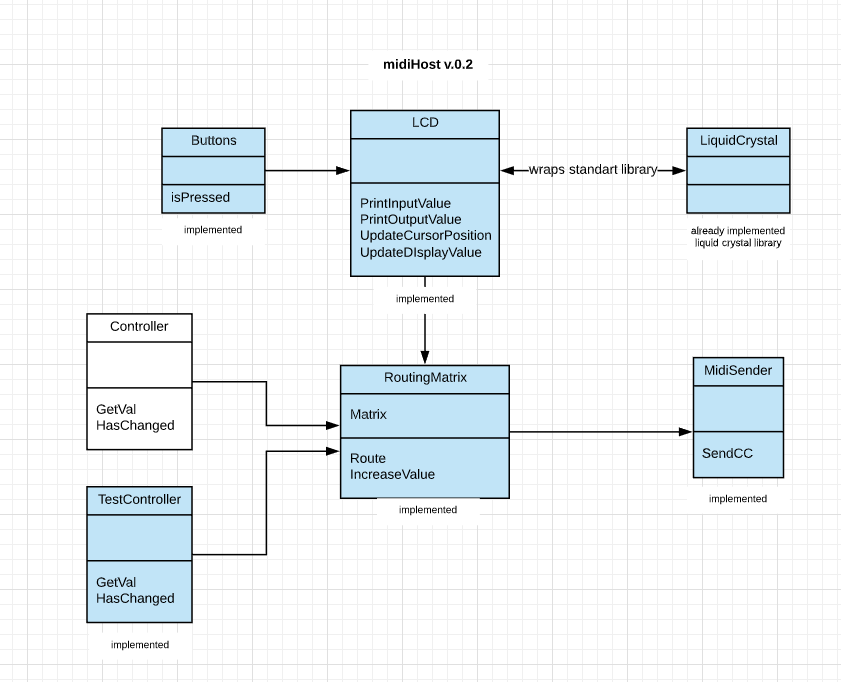 midiHost v.0.2
Buttons
isPressed
implemented
LCD
PrintInputValue
PrintOutputValue
UpdateCursorPosition
UpdateDIsplayValue
implemented
wraps standart library
LiquidCrystal
already implemented
liquid crystal library
Controller
GetVal
HasChanged
RoutingMatrix
Matrix
Route
IncreaseValue
implemented
MidiSender
SendCC
implemented
TestController
GetVal
HasChanged
implemented